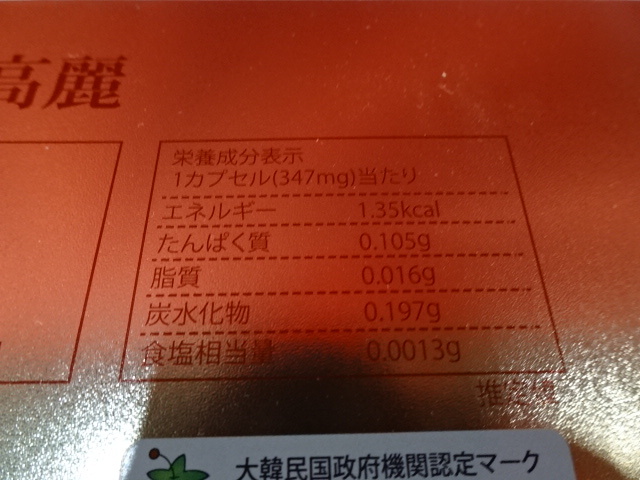 高麗
栄養成分表示
1カプセル(347mg)当たり
エネルギー 1.35kcal
たんぱく質 0.105g
脂質 0.016g
炭水化物 0.197g
食塩相当量 0.0013g
推定値
大韓民国政府機関認定マーク